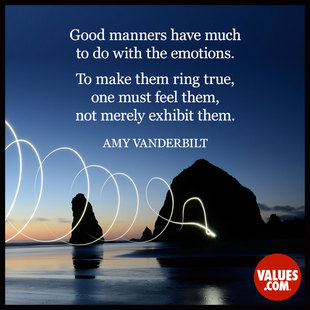 Good manners have much
to do with the emotions.
To make them ring true,
one must feel them,
not merely exhibit them.
AMY VANDERBILT
VALUES
.COM